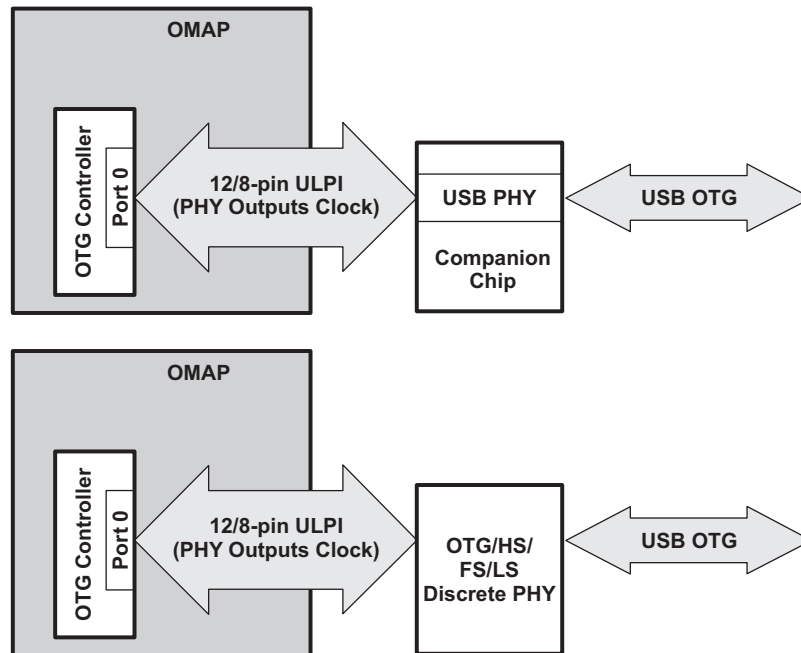 OMAP
OTG Controller
Port 0
12/8-pin ULPI
(PHY Outputs Clock)
USB PHY
Companion
Chip
USB OTG
OMAP
OTG Controller
Port 0
12/8-pin ULPI
(PHY Outputs Clock)
OTG/HS/
FS/LS
Discrete PHY
USB OTG